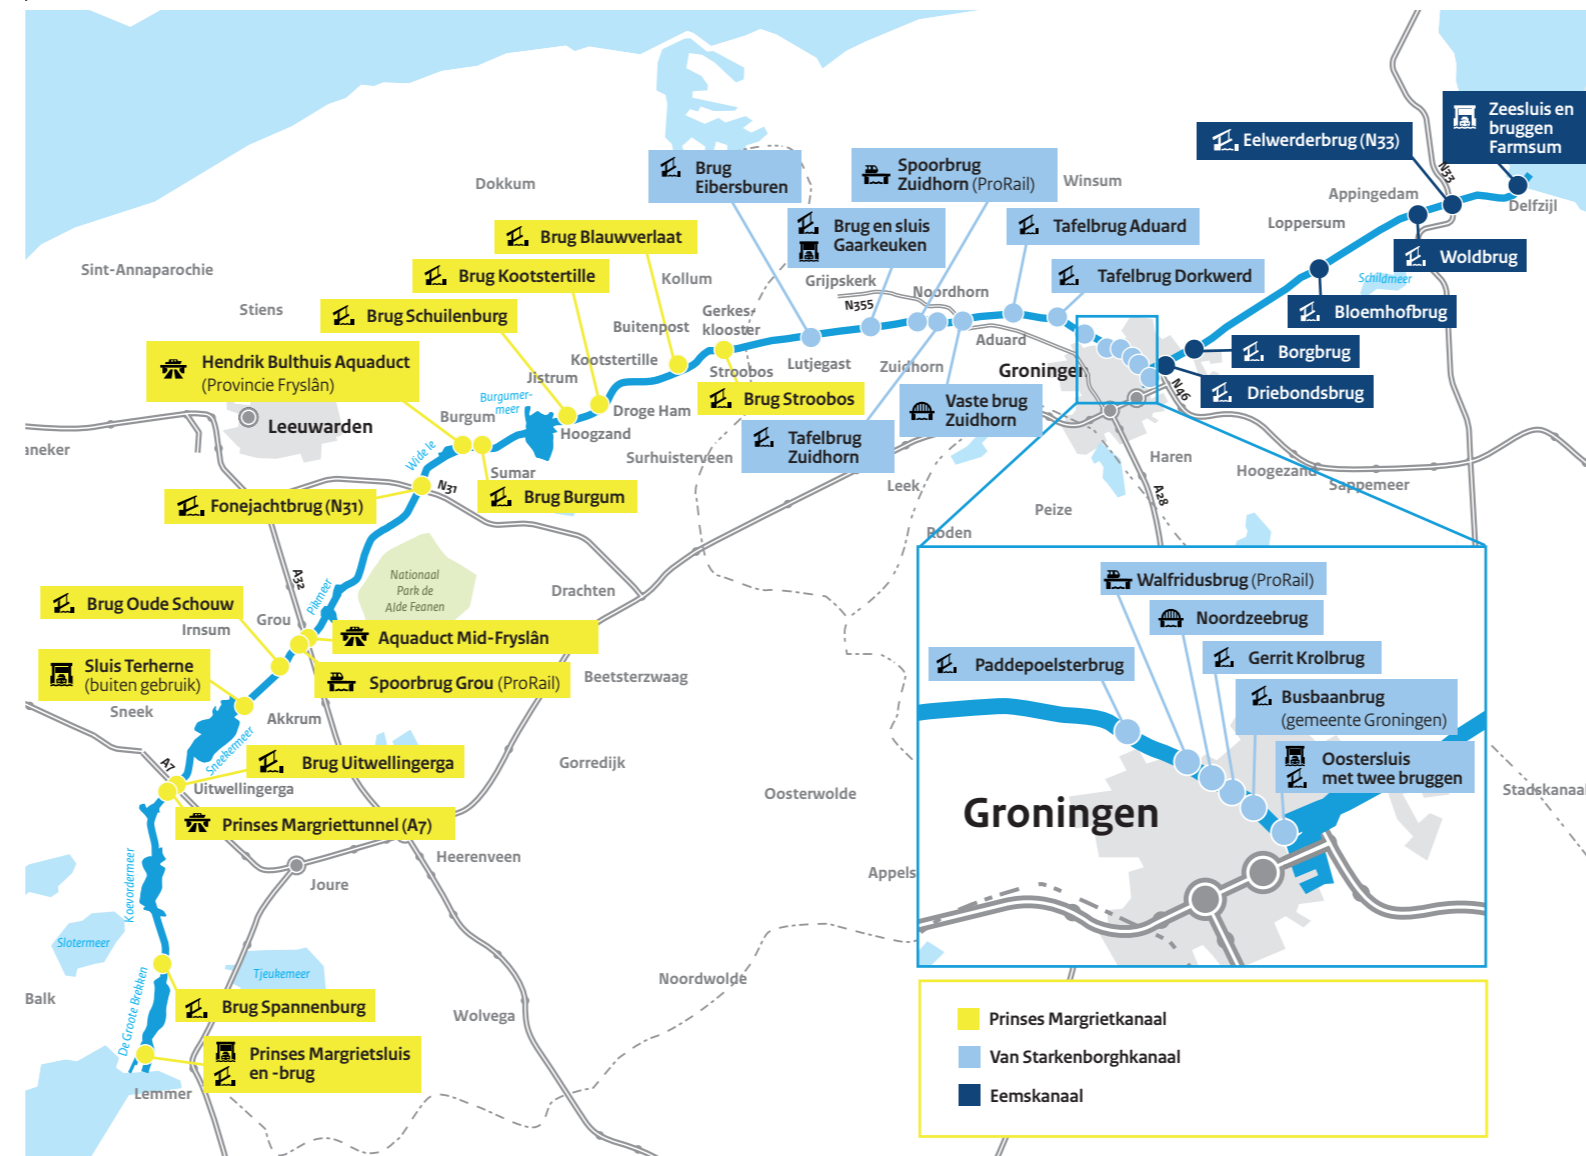 Zeesluis en
bruggen
Farmsum
Eelwerderbrug (N33)
N33
Brug
Eibersburen
Spoorbrug
Zuidhorn (ProRail)
Winsum
Dokkum
Appingedam
Delfzijl
Loppersum
Brug en sluis
Gaarkeuken
Tafelbrug Aduard
Brug Blauwverlaat
Woldbrug
Sint-Annaparochie
Brug Kootstertille
Kollum
Grijpskerk
Noordhorn
Tafelbrug Dorkwerd
Schildmeer
N355
Stiens
Brug Schuilenburg
Buitenpost
Gerkes-
klooster
Bloemhofbrug
Aduard
Borgbrug
Hendrik Bulthuis Aquaduct
(Provincie Fryslân)
Kootstertille
Jistrum
Stroobos
Lutjegast
Zuidhorn
Groningen
N46
Driebondsbrug
Burgumer-
meer
Brug Stroobos
Vaste brug
Zuidhorn
Burgum
Droge Ham
Leeuwarden
Hoogzand
Tafelbrug
Zuidhorn
aneker
Wide Ie
Surhuisterveen
Haren
Hoogezand
Sappemeer
Sumar
N31
Brug Burgum
Leek
A28
Fonejachtbrug (N31)
Peize
Roden
A32
Nationaal
Park de
Alde Feanen
Pikmeer
Drachten
Walfridusbrug (ProRail)
Brug Oude Schouw
Grou
Irnsum
Aquaduct Mid-Fryslân
Noordzeebrug
Paddepoelsterbrug
Gerrit Krolbrug
Sluis Terherne
(buiten gebruik)
Spoorbrug Grou (ProRail)
Beetsterzwaag
Busbaanbrug
(gemeente Groningen)
Sneek
Akkrum
Sneekermeer
Oostersluis
met twee bruggen
A7
Brug Uitwellingerga
Gorredijk
Uitwellingerga
Oosterwolde
Stadskanaal
Groningen
Prinses Margriettunnel (A7)
Heerenveen
Koevordermeer
Joure
Appels
Slotermeer
Tjeukemeer
Noordwolde
Balk
De Groote Brekken
Brug Spannenburg
Wolvega
Prinses Margrietsluis
en -brug
Lemmer
Prinses Margrietkanaal
Van Starkenborghkanaal
Eemskanaal